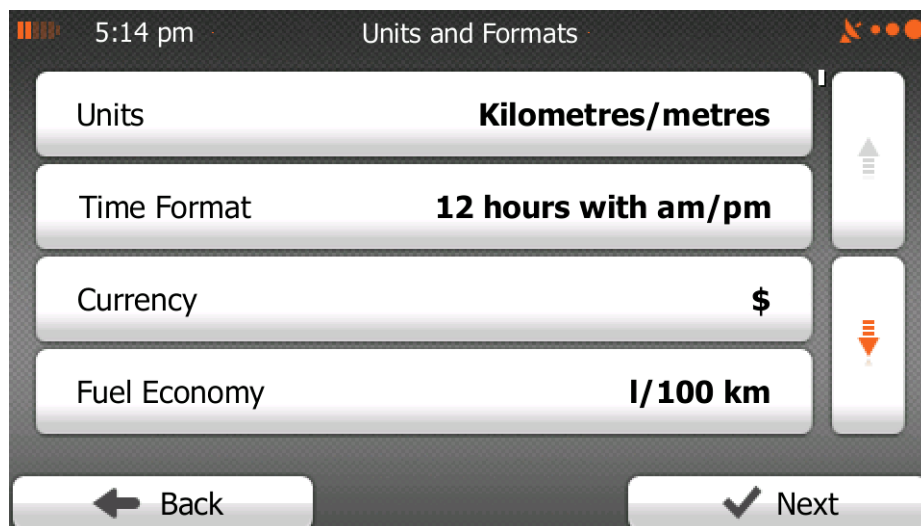 5:14 pm Units and Formats
Units Kilometres/metres
Time Format 12 hours with am/pm
Currency $
Fuel Economy l/100 km
Back Next